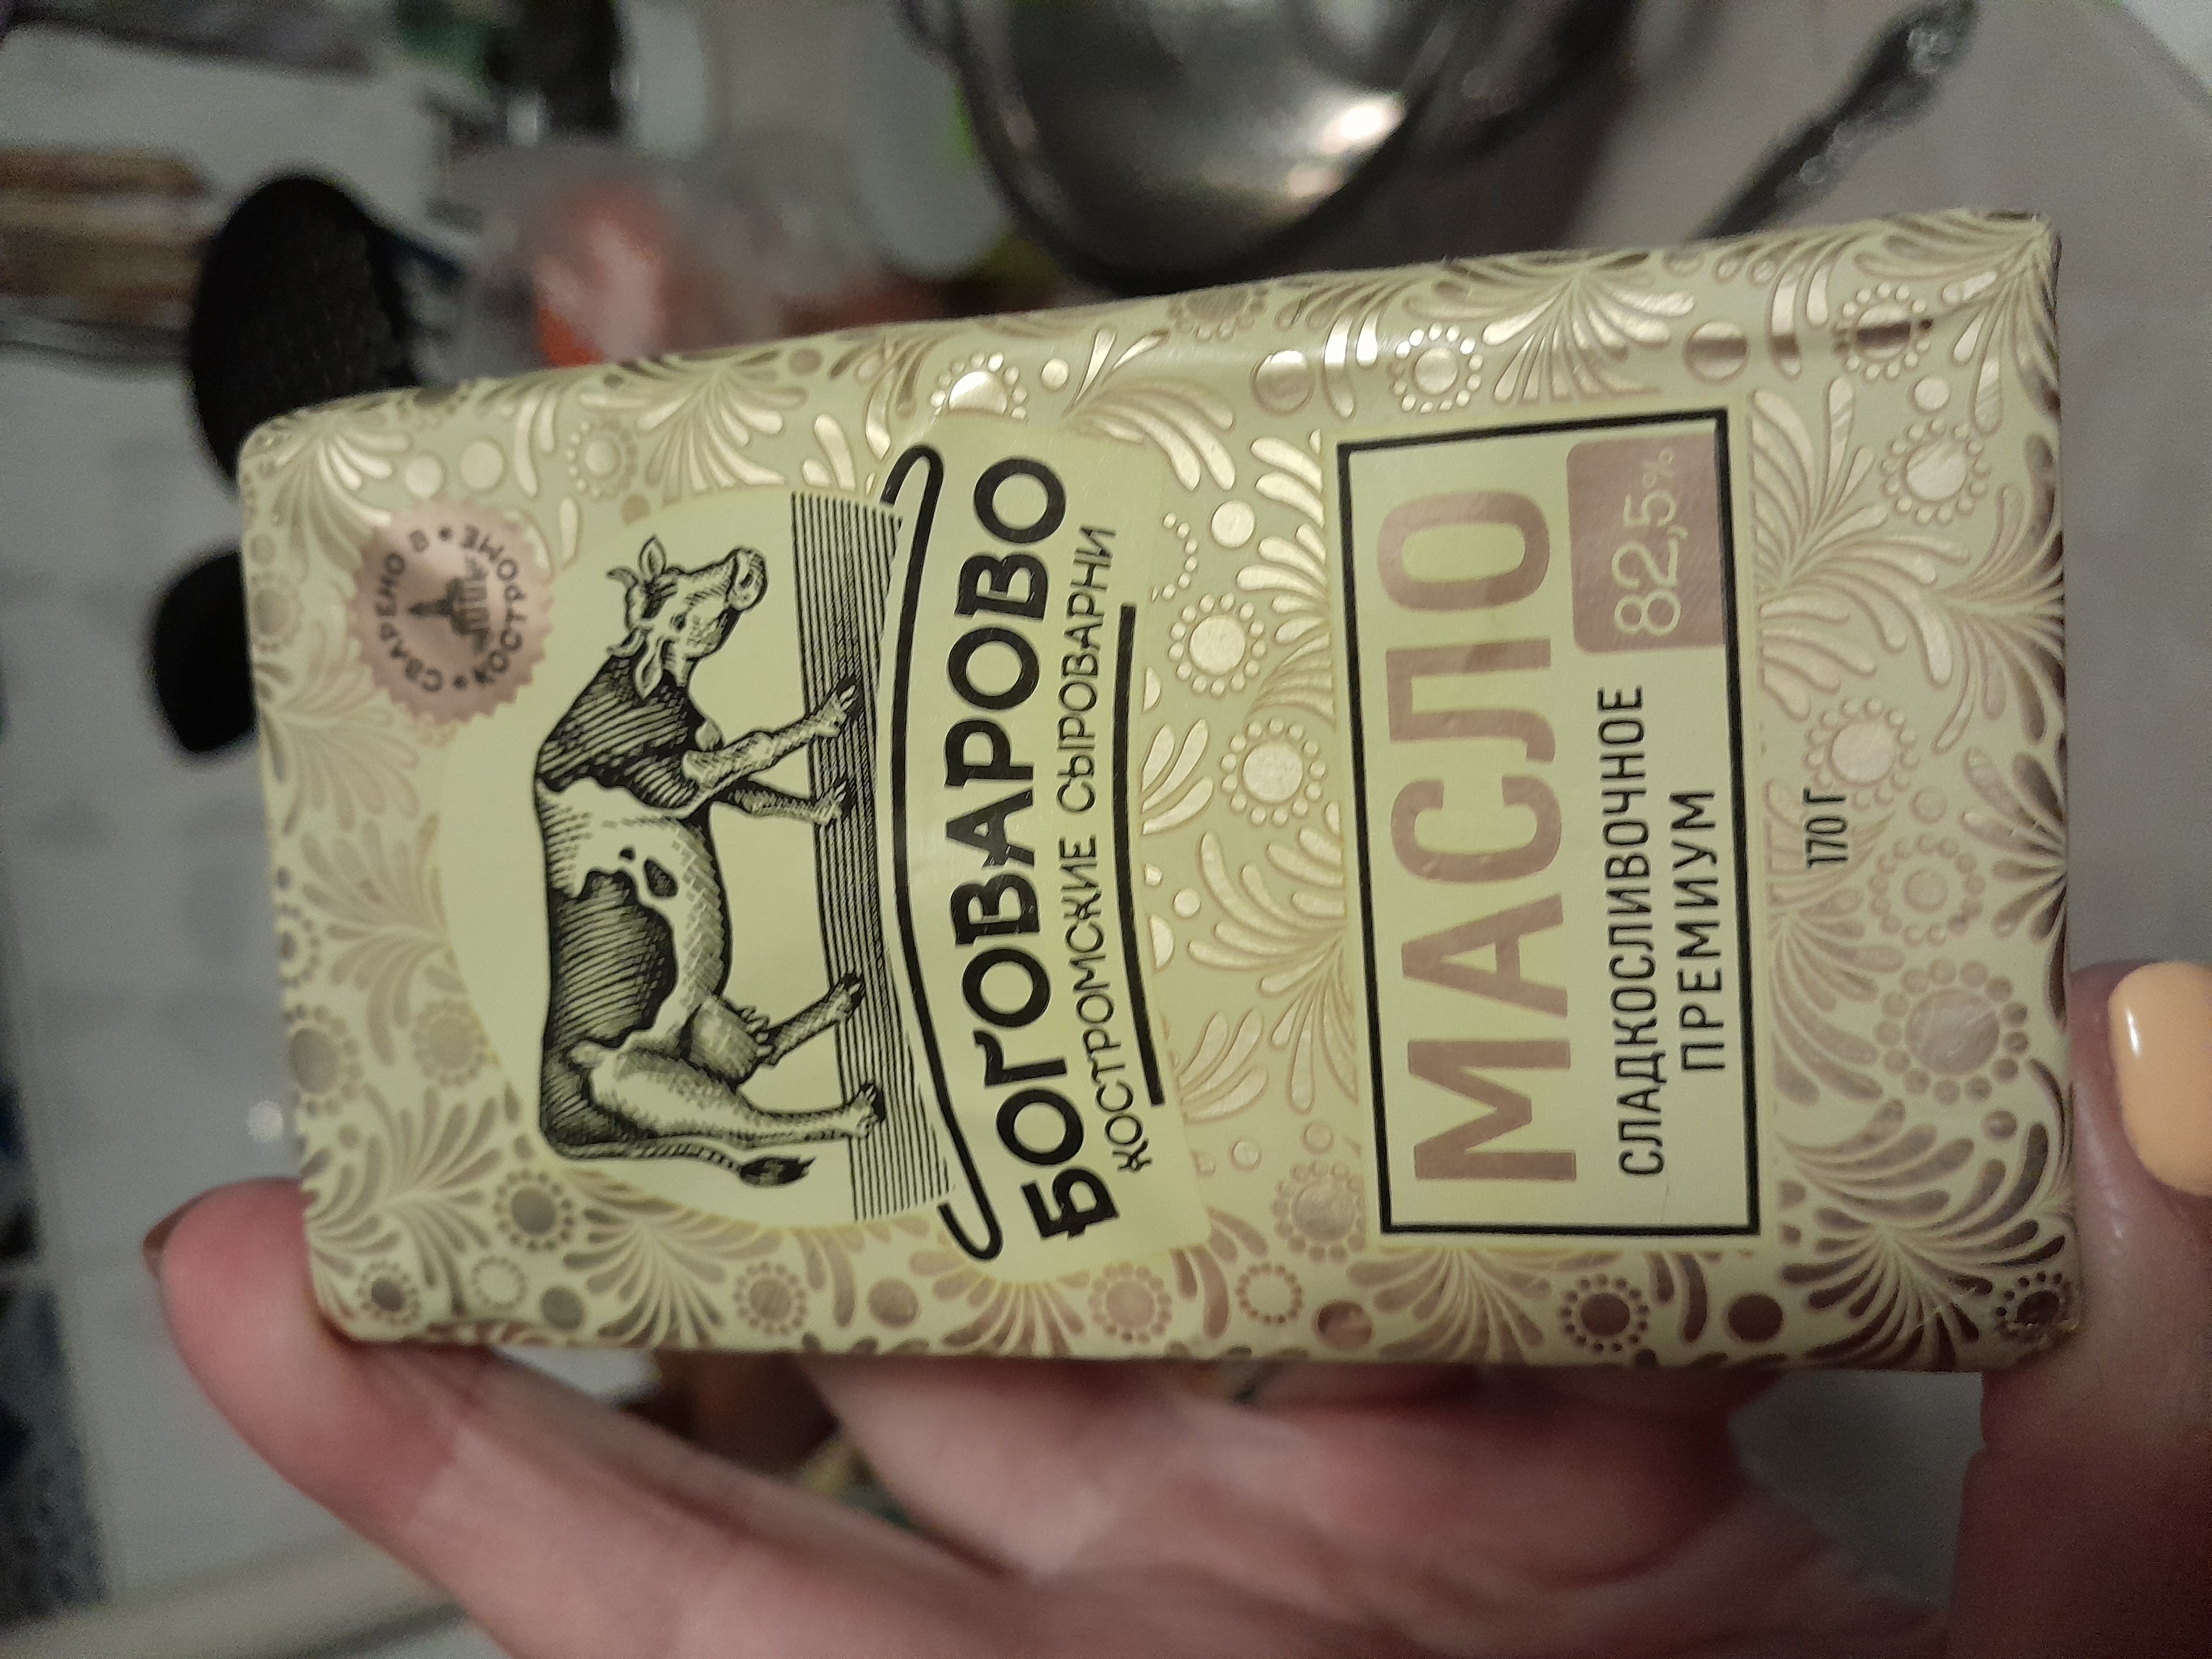 СВАРЕНО В
КОСТРОМЕ
БОГОВАРОВО
КОСТРОМСКИЕ СЫРОВАРНИ
МАСЛО
СЛАДКОСЛИВОЧНОЕ
ПРЕМИУМ
82,5%
170 Г